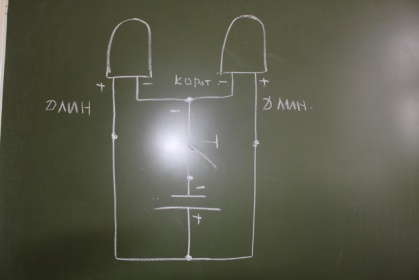 + - КОРОТ. - +
ДЛИН ДЛИН.
-
-
+